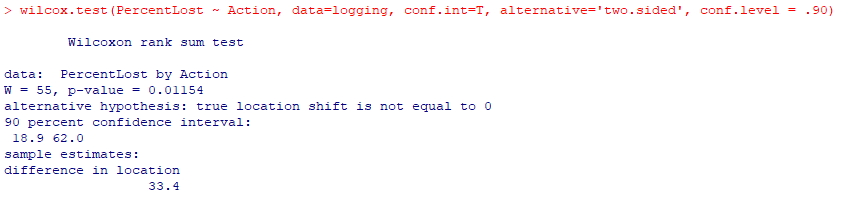 > wilcox.test(PercentLost ~ Action, data=logging, conf.int=T, alternative='two.sided', conf.level = .90)
Wilcoxon rank sum test
data:  PercentLost by Action
W = 55, p-value = 0.01154
alternative hypothesis: true location shift is not equal to 0
90 percent confidence interval:
18.9 62.0
sample estimates:
difference in location
33.4